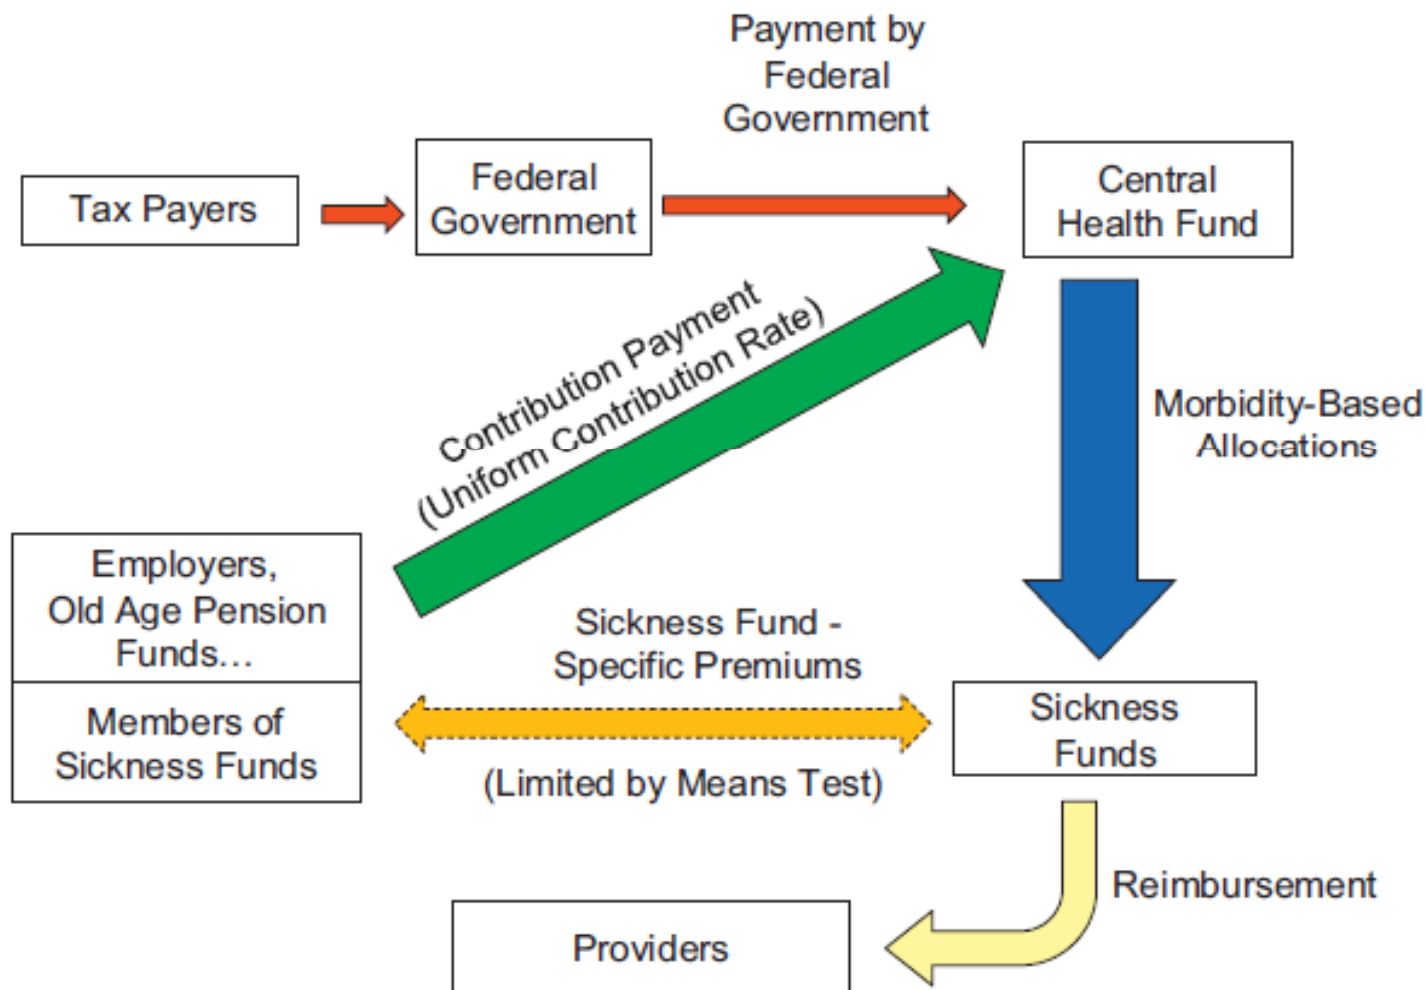 Payment by
Federal
Government
Tax Payers
Federal
Government
Central
Health Fund
Contribution Payment
(Uniform Contribution Rate)
Morbidity-Based
Allocations
Employers,
Old Age Pension
Funds...
Members of
Sickness Funds
Sickness Fund -
Specific Premiums
(Limited by Means Test)
Sickness
Funds
Reimbursement
Providers